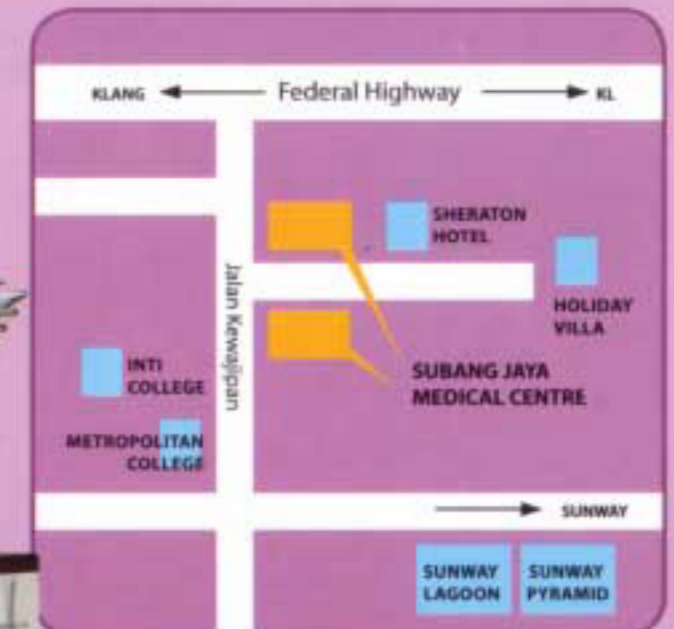 KLANG Federal Highway KL
SHERATON
HOTEL
HOLIDAY
VILLA
Jalan Kewajipan
INTI
COLLEGE
SUBANG JAYA
MEDICAL CENTRE
METROPOLITAN
COLLEGE
SUNWAY
SUNWAY
LAGOON
SUNWAY
PYRAMID